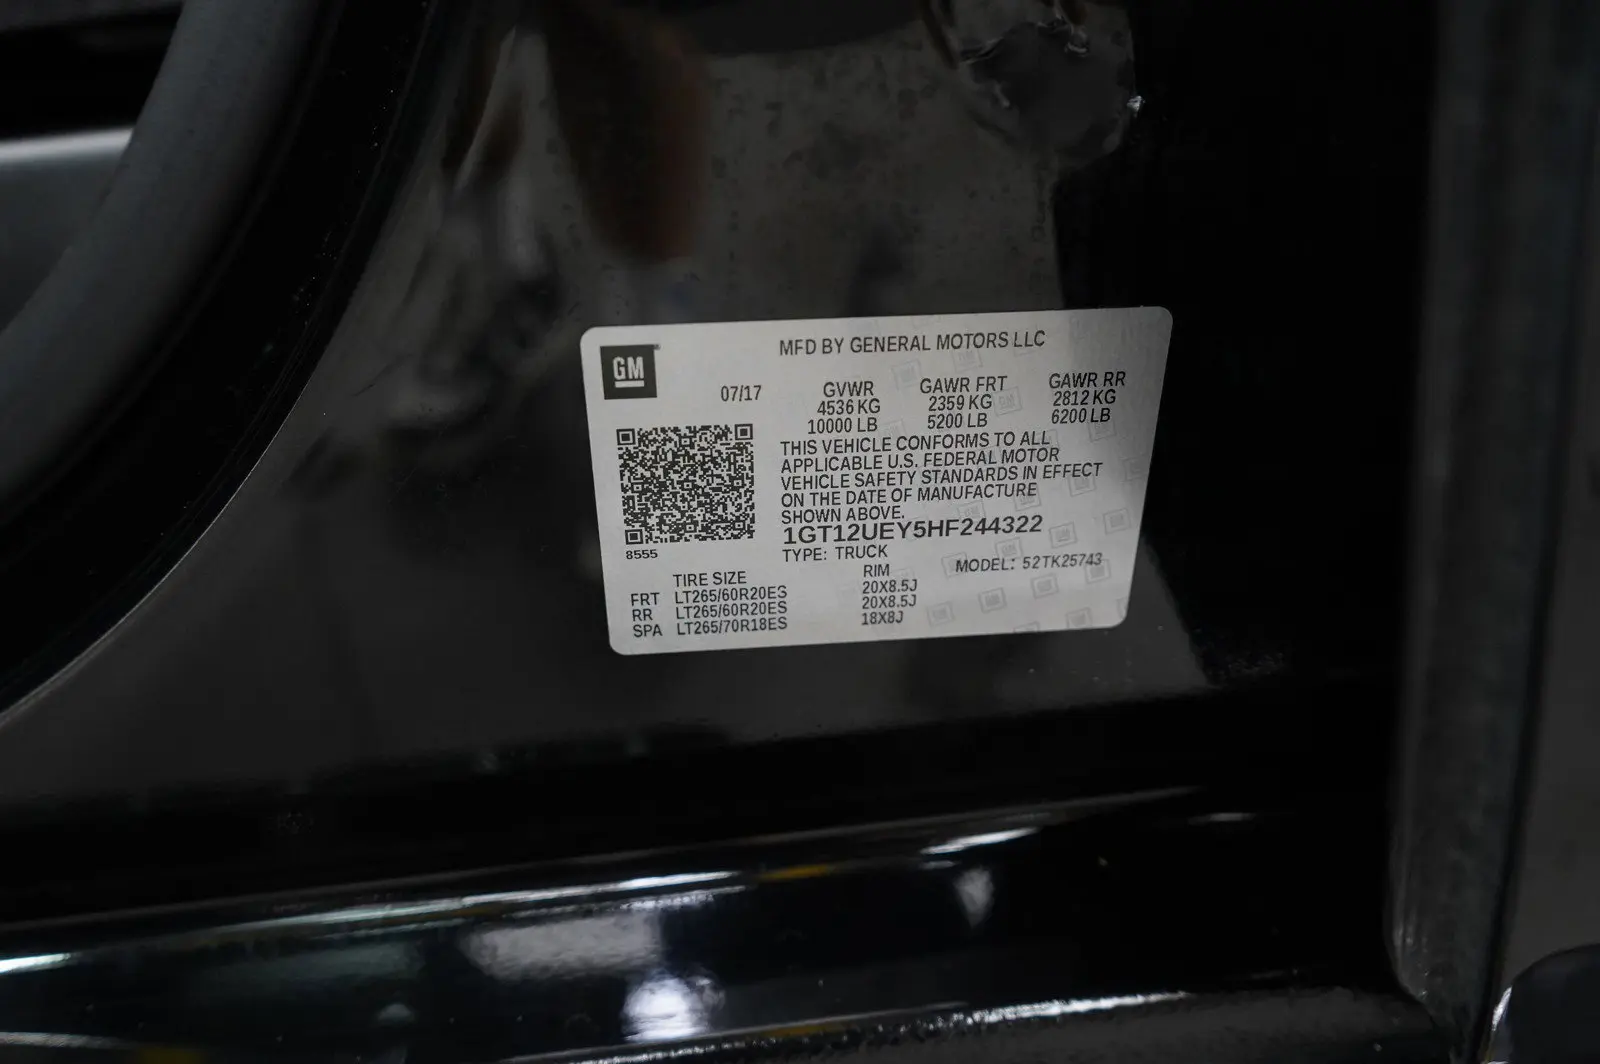 GM
MFD BY GENERAL MOTORS LLC
07/17
GVWR GAWR FRT GAWR RR
4536 KG 2359 KG 2812 KG
10000 LB 5200 LB 6200 LB
THIS VEHICLE CONFORMS TO ALL
APPLICABLE U.S. FEDERAL MOTOR
VEHICLE SAFETY STANDARDS IN EFFECT
ON THE DATE OF MANUFACTURE
SHOWN ABOVE.
1GT12UEY5HF244322
8555
TYPE: TRUCK
MODEL: 52TK25743
TIRE SIZE RIM
FRT LT265/60R20ES 20X8.5J
RR LT265/60R20ES 20X8.5J
SPA LT265/70R18ES 18X8J